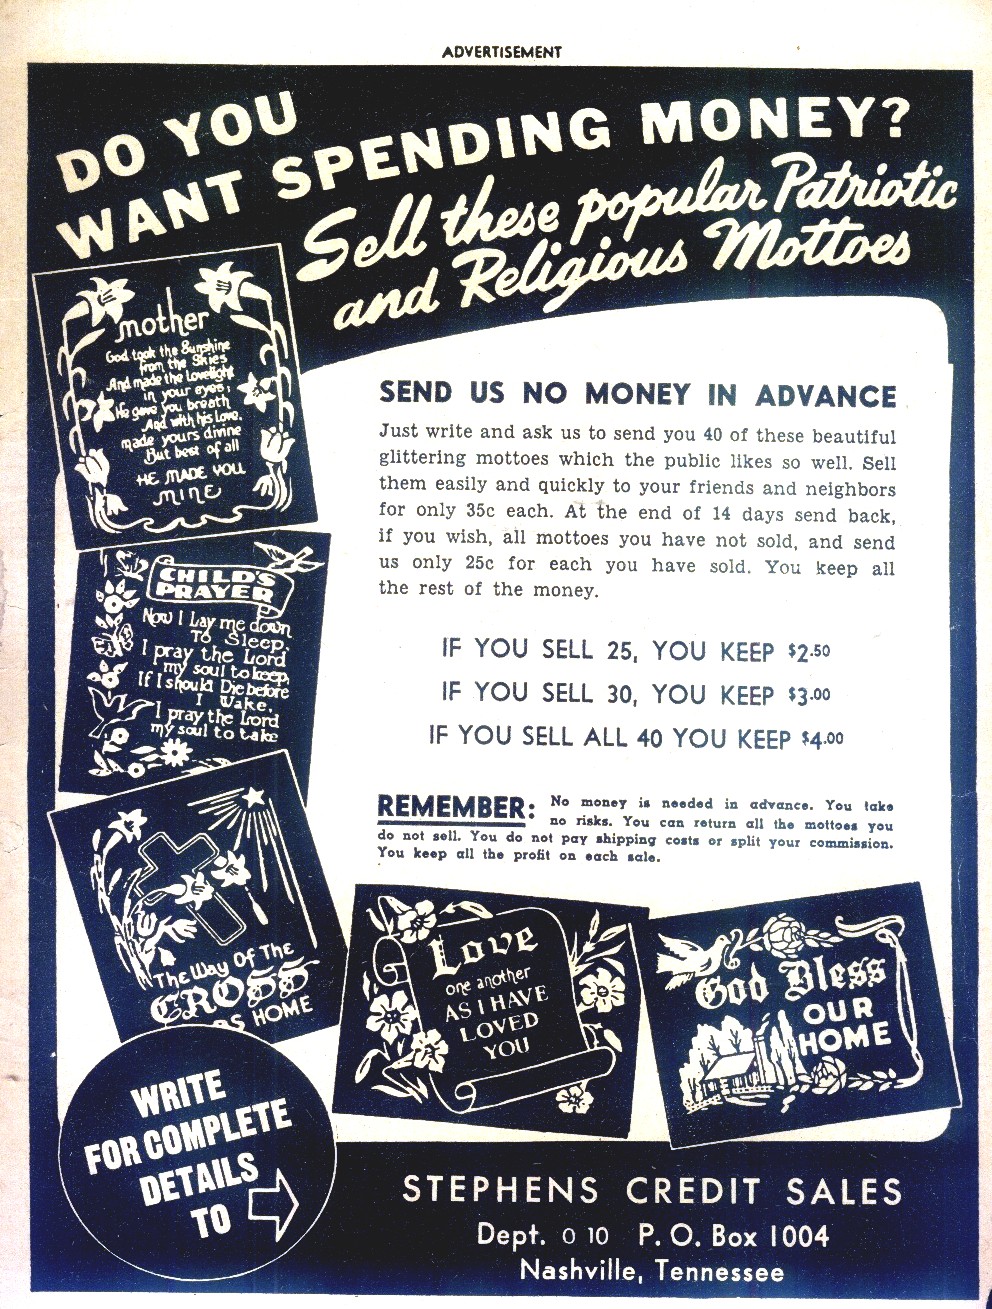 ADVERTISEMENT
DO YOU
WANT SPENDING MONEY?
Sell these popular Patriotic
and Religious Mottoes
mother
God took the Sunshine
from the Skies
And made the Lovelight
in your eyes;
He gave you breath
And with his Love,
made yours divine
But best of all
HE MADE YOU
MINE
CHILD'S
PRAYER
Now I Lay me down
To Sleep,
I pray the Lord
my soul to keep,
If I should Die before
I Wake,
I pray the Lord
my soul to take
The Way Of The
CROSS
HOME
SEND US NO MONEY IN ADVANCE
Just write and ask us to send you 40 of these beautiful
glittering mottoes which the public likes so well. Sell
them easily and quickly to your friends and neighbors
for only 35c each. At the end of 14 days send back,
if you wish, all mottoes you have not sold, and send
us only 25c for each you have sold. You keep all
the rest of the money.
IF YOU SELL 25, YOU KEEP $2.50
IF YOU SELL 30, YOU KEEP $3.00
IF YOU SELL ALL 40 YOU KEEP $4.00
REMEMBER: No money is needed in advance. You take
no risks. You can return all the mottoes you
do not sell. You do not pay shipping costs or split your commission.
You keep all the profit on each sale.
Love
one another
AS I HAVE
LOVED
YOU
God Bless
OUR
HOME
WRITE
FOR COMPLETE
DETAILS
TO
STEPHENS CREDIT SALES
Dept. O 10 P. O. Box 1004
Nashville, Tennessee